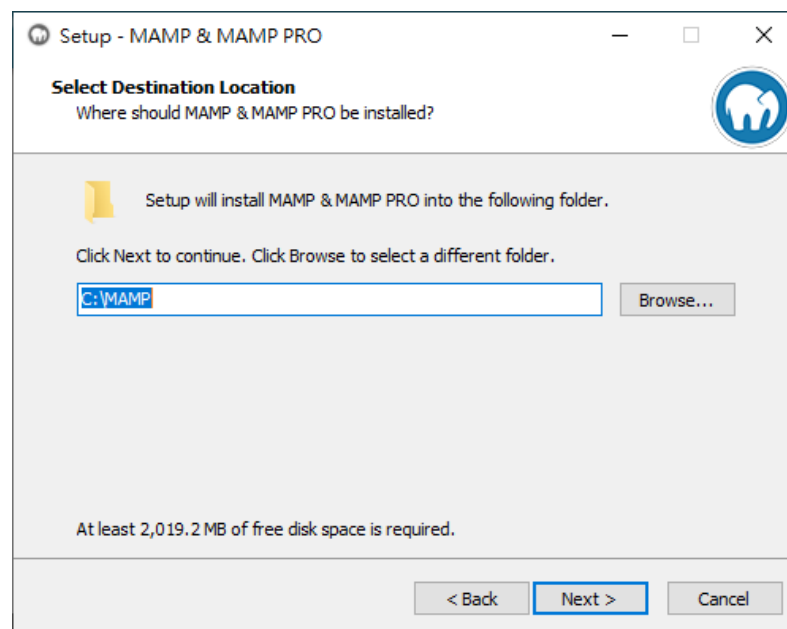 Setup - MAMP & MAMP PRO
Select Destination Location
Where should MAMP & MAMP PRO be installed?
Setup will install MAMP & MAMP PRO into the following folder.
Click Next to continue. Click Browse to select a different folder.
C:\MAMP
Browse...
At least 2,019.2 MB of free disk space is required.
< Back
Next >
Cancel